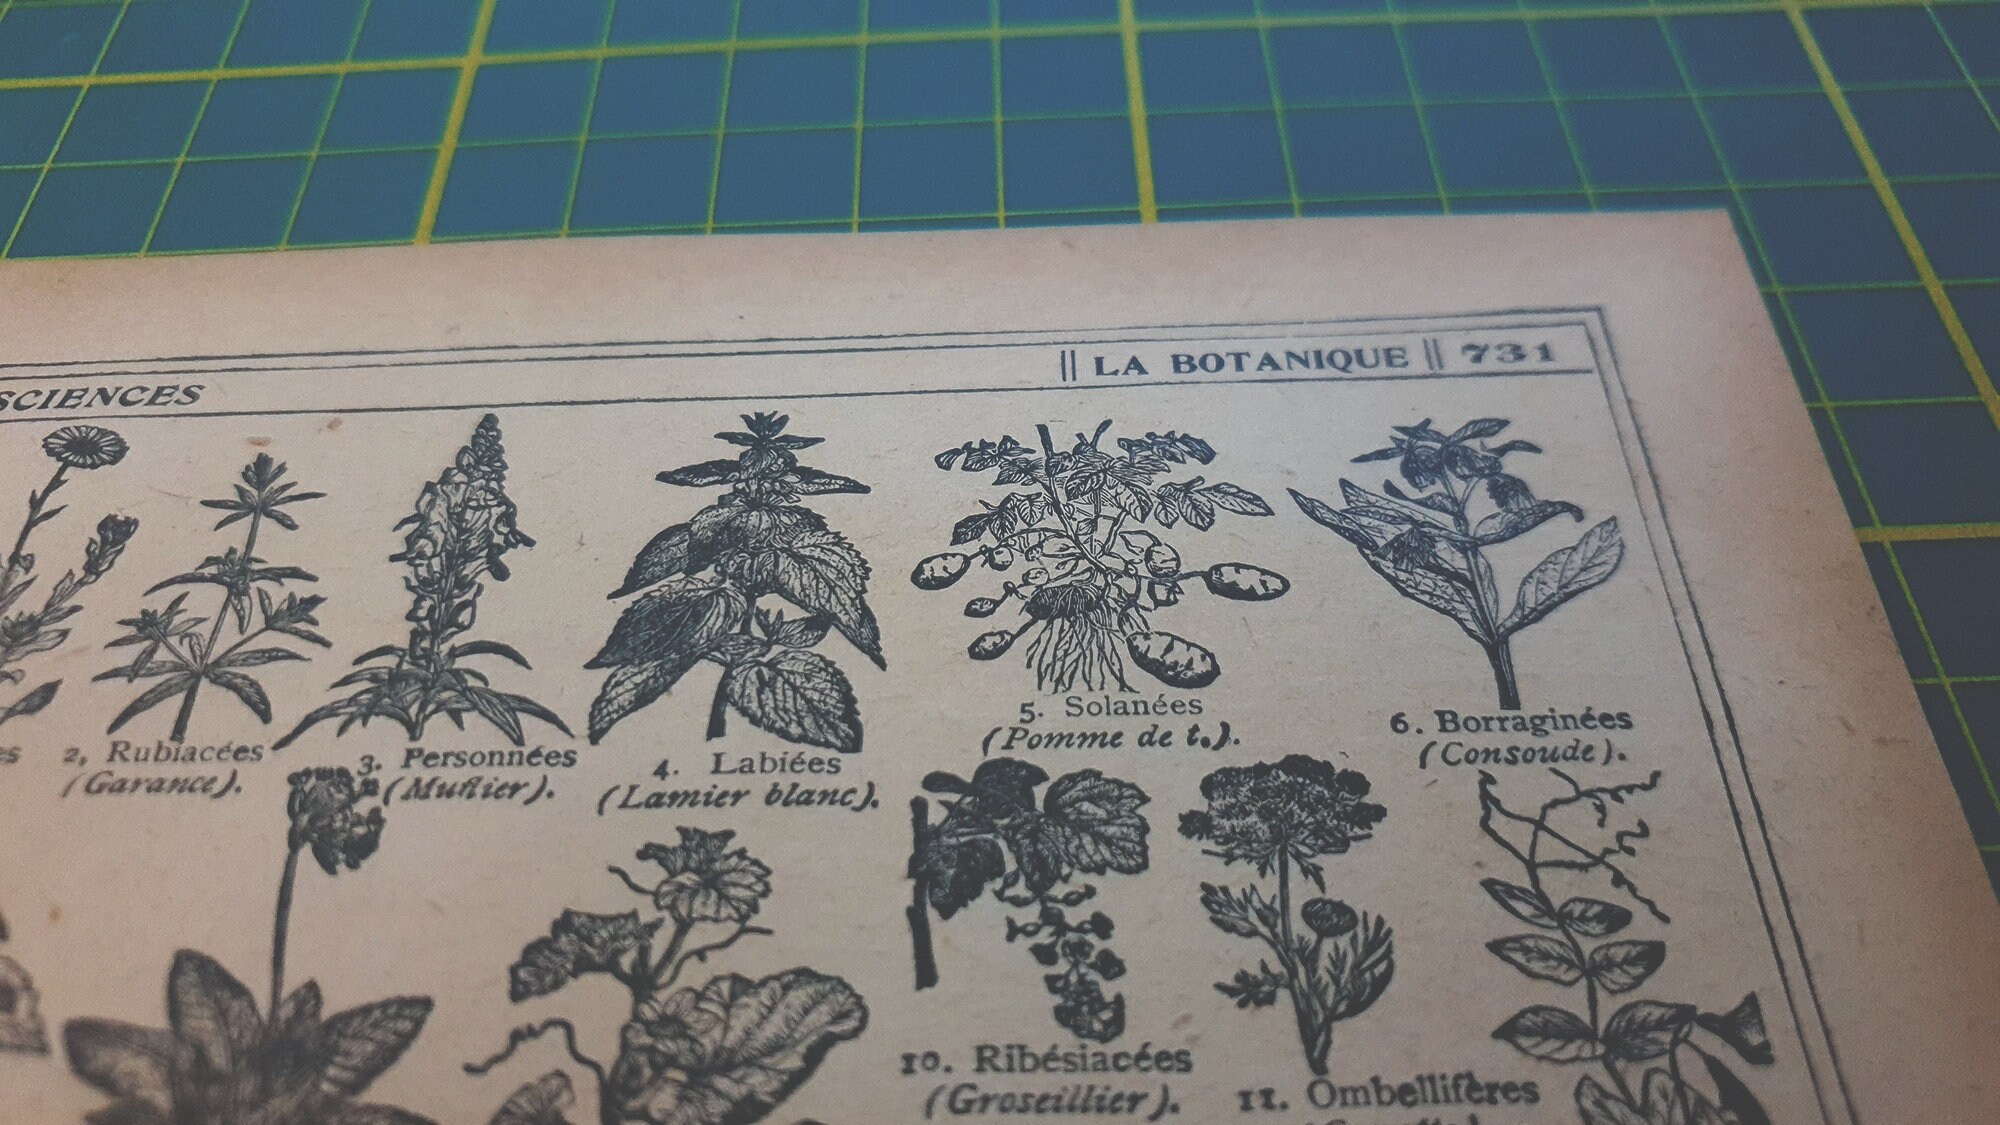 SCIENCES
|| LA BOTANIQUE || 731
2, Rubiacées
(Garance).
3. Personnées
(Muflier).
4. Labiées
(Lamier blanc).
5. Solanées
(Pomme de t.).
6. Borraginées
(Consoude).
10. Ribésiacées
(Groseillier).
11. Ombellifères